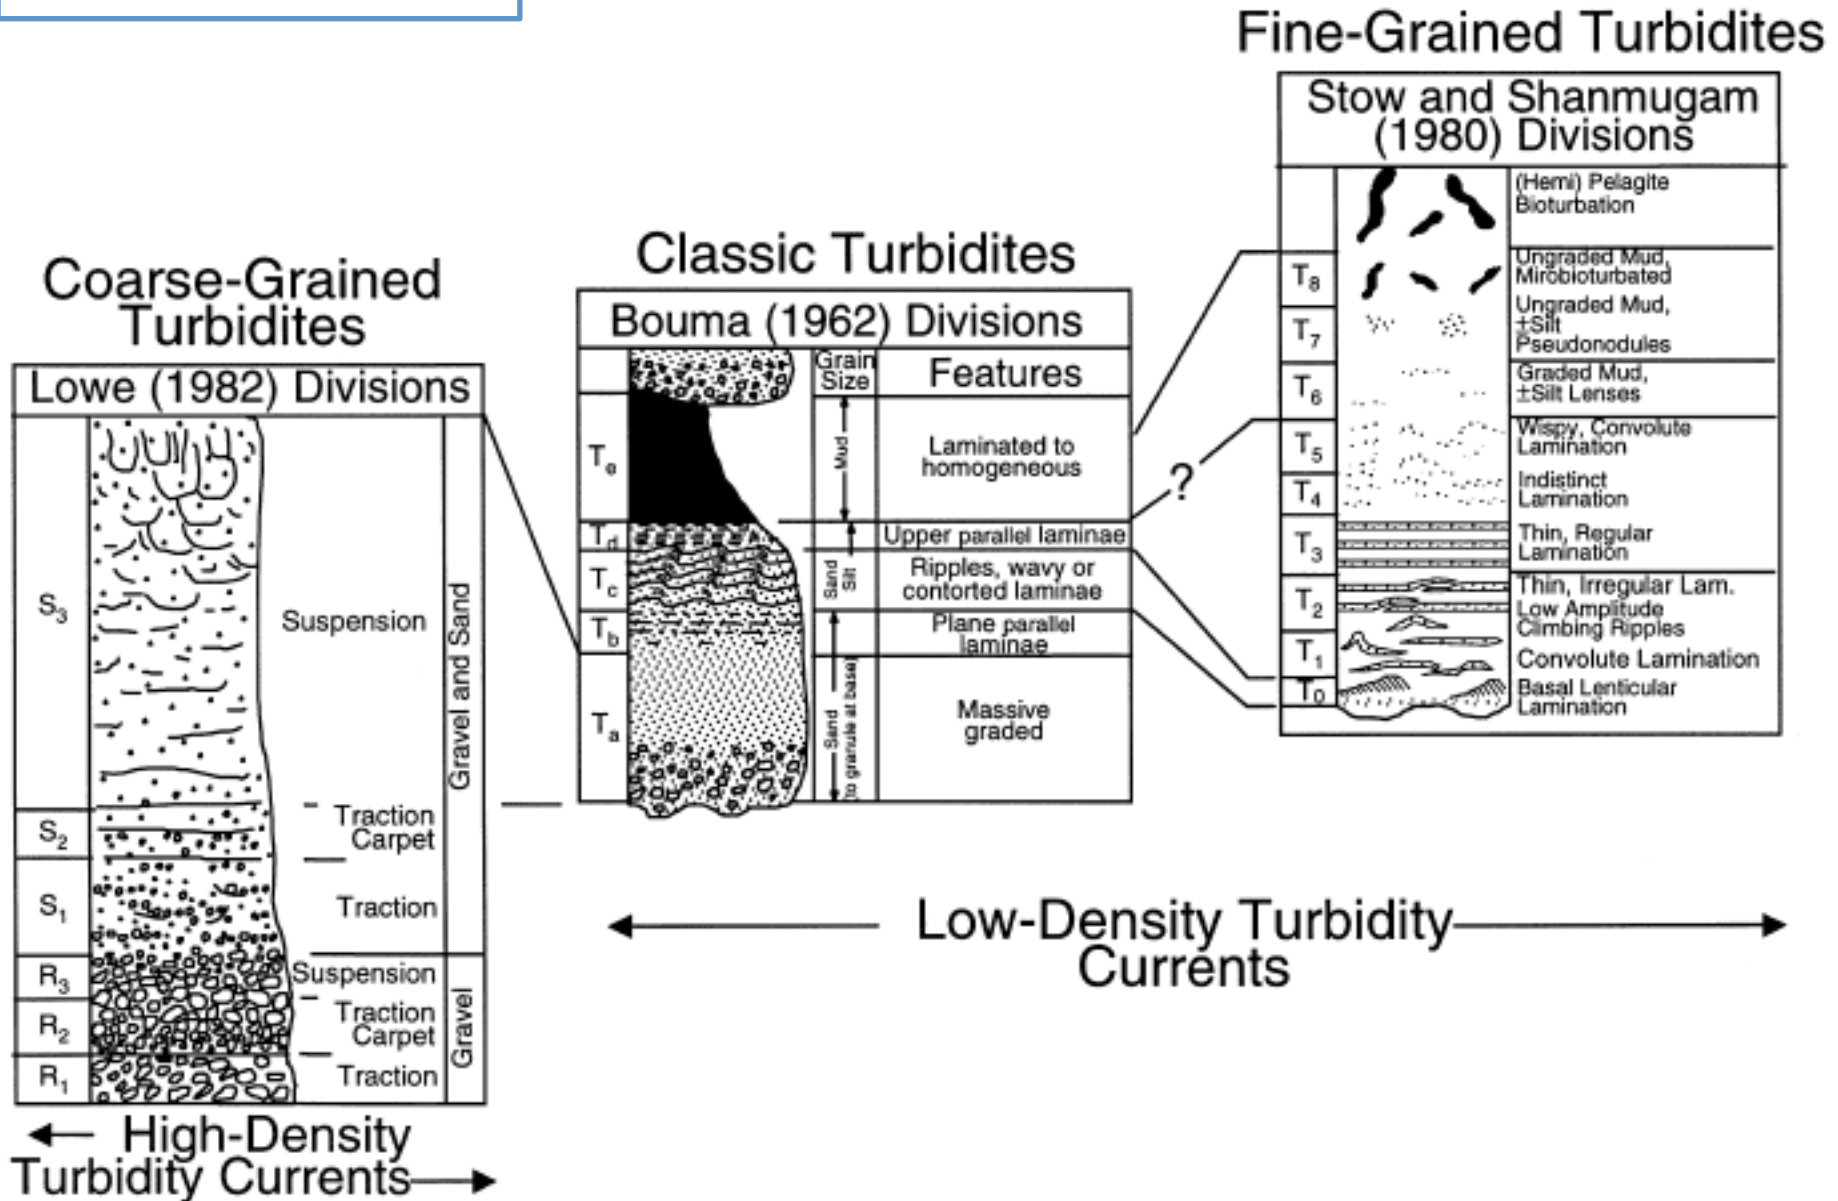 Coarse-Grained
Turbidites
Lowe (1982) Divisions
S3
S2
S1
R3
R2
R1
Suspension
Traction
Carpet
Traction
Suspension
Traction
Carpet
Traction
Gravel and Sand
Gravel
High-Density
Turbidity Currents
Classic Turbidites
Bouma (1962) Divisions
Grain
Size
Features
Te
Td
Tc
Tb
Ta
Mud
Sand
Silt
Sand
(to granule at base)
Laminated to
homogeneous
Upper parallel laminae
Ripples, wavy or
contorted laminae
Plane parallel
laminae
Massive
graded
?
Low-Density Turbidity
Currents
Fine-Grained Turbidites
Stow and Shanmugam
(1980) Divisions
T8
T7
T6
T5
T4
T3
T2
T1
T0
(Hemi) Pelagite
Bioturbation
Ungraded Mud,
Mirobioturbated
Ungraded Mud,
±Silt
Pseudonodules
Graded Mud,
±Silt Lenses
Wispy, Convolute
Lamination
Indistinct
Lamination
Thin, Regular
Lamination
Thin, Irregular Lam.
Low Amplitude
Climbing Ripples
Convolute Lamination
Basal Lenticular
Lamination